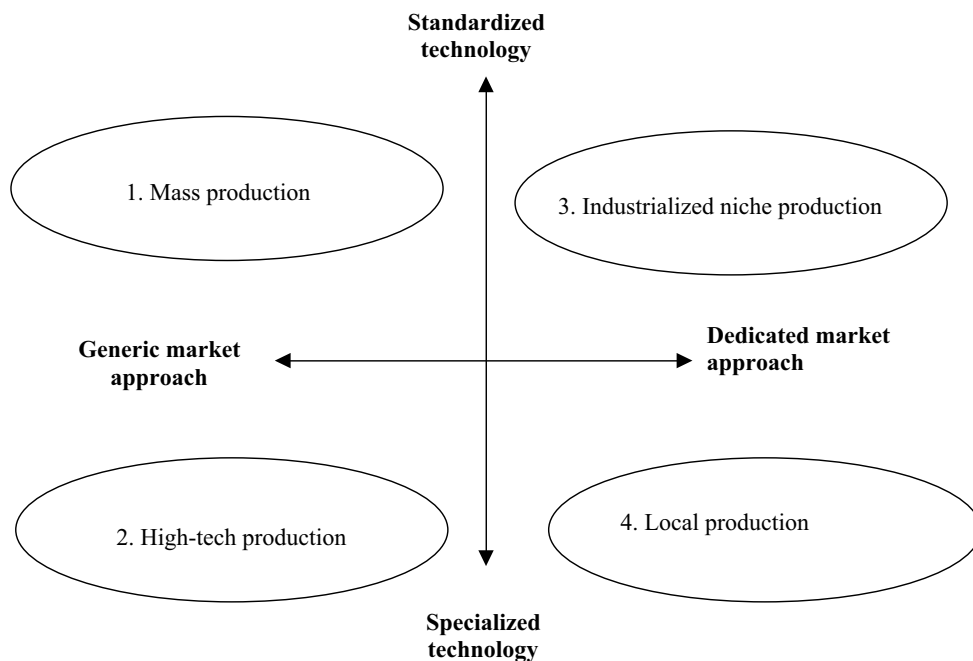 Standardized
technology
1. Mass production
3. Industrialized niche production
Generic market
approach
Dedicated market
approach
2. High-tech production
4. Local production
Specialized
technology